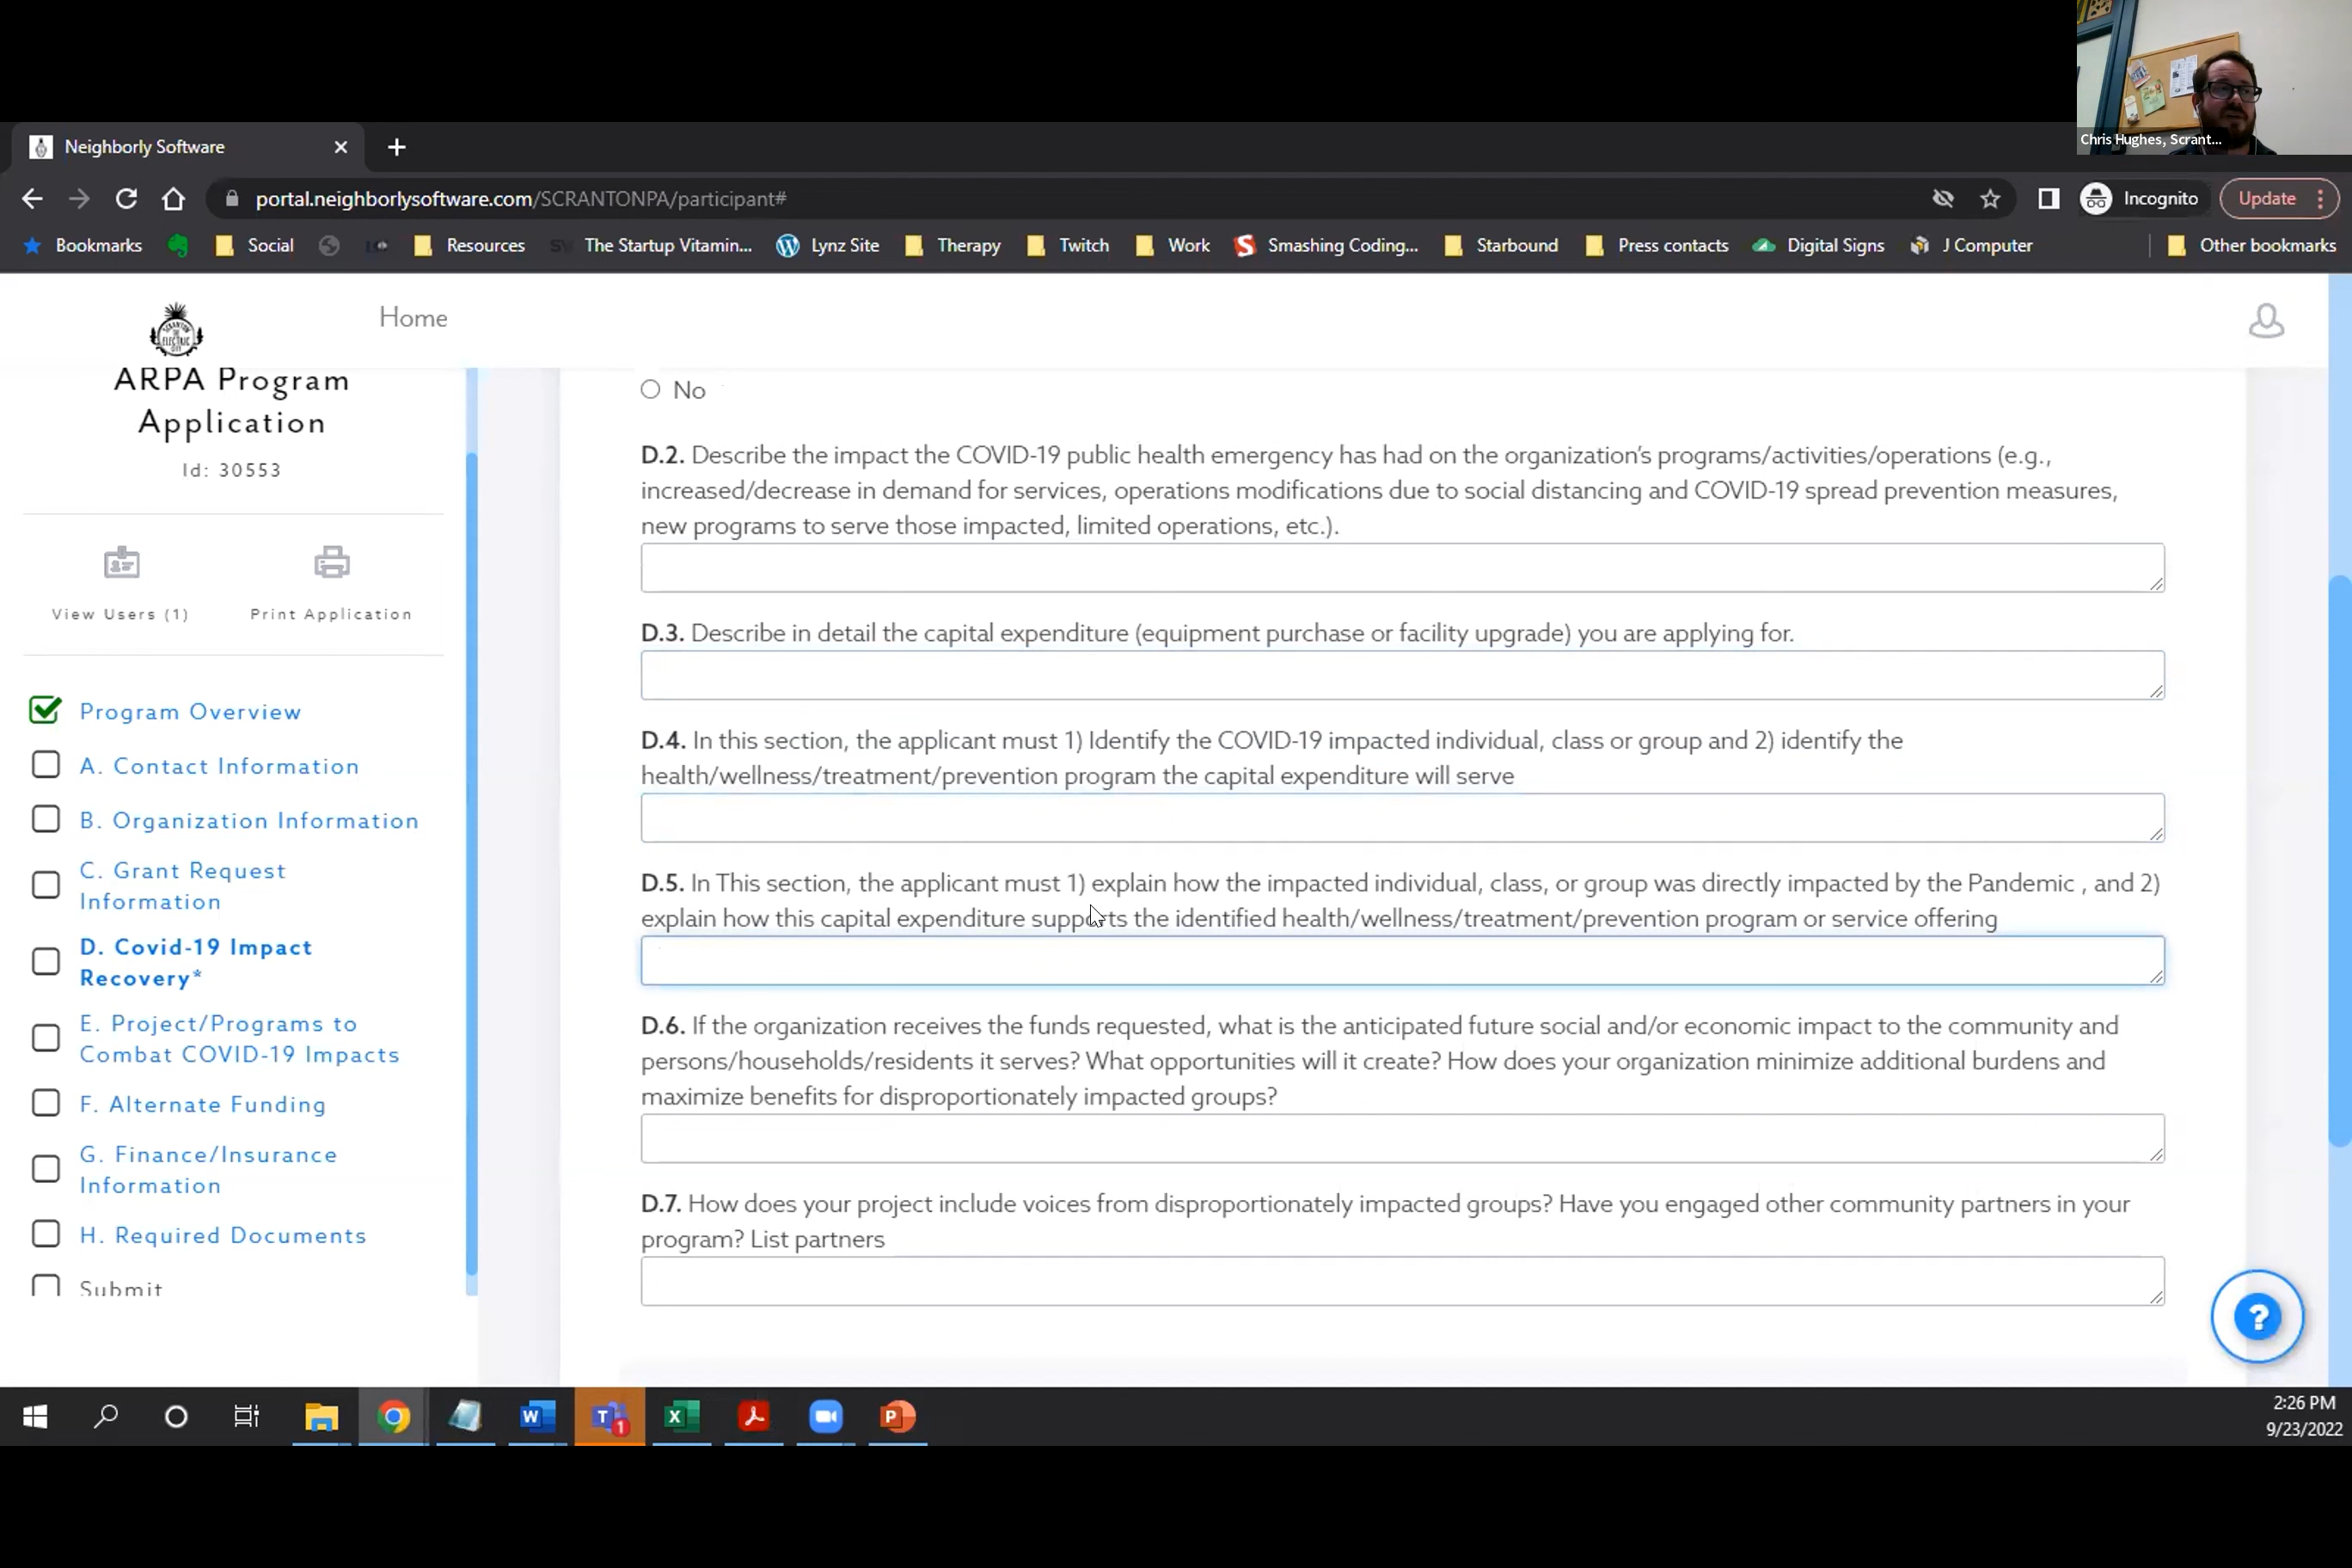 Chris Hughes, Scrant...
Neighborly Software
portal.neighborlysoftware.com/SCRANTONPA/participant#
Incognito
Update
Bookmarks
Social
Resources
The Startup Vitamin...
Lynz Site
Therapy
Twitch
Work
Smashing Coding...
Starbound
Press contacts
Digital Signs
J Computer
Other bookmarks
Home
ARPA Program
Application
Id: 30553
View Users (1)
Print Application
Program Overview
A. Contact Information
B. Organization Information
C. Grant Request
Information
D. Covid-19 Impact
Recovery*
E. Project/Programs to
Combat COVID-19 Impacts
F. Alternate Funding
G. Finance/Insurance
Information
H. Required Documents
Submit
No
D.2. Describe the impact the COVID-19 public health emergency has had on the organization's programs/activities/operations (e.g.,
increased/decrease in demand for services, operations modifications due to social distancing and COVID-19 spread prevention measures,
new programs to serve those impacted, limited operations, etc.).
D.3. Describe in detail the capital expenditure (equipment purchase or facility upgrade) you are applying for.
D.4. In this section, the applicant must 1) Identify the COVID-19 impacted individual, class or group and 2) identify the
health/wellness/treatment/prevention program the capital expenditure will serve
D.5. In This section, the applicant must 1) explain how the impacted individual, class, or group was directly impacted by the Pandemic , and 2)
explain how this capital expenditure supports the identified health/wellness/treatment/prevention program or service offering
D.6. If the organization receives the funds requested, what is the anticipated future social and/or economic impact to the community and
persons/households/residents it serves? What opportunities will it create? How does your organization minimize additional burdens and
maximize benefits for disproportionately impacted groups?
D.7. How does your project include voices from disproportionately impacted groups? Have you engaged other community partners in your
program? List partners
?
2:26 PM
9/23/2022